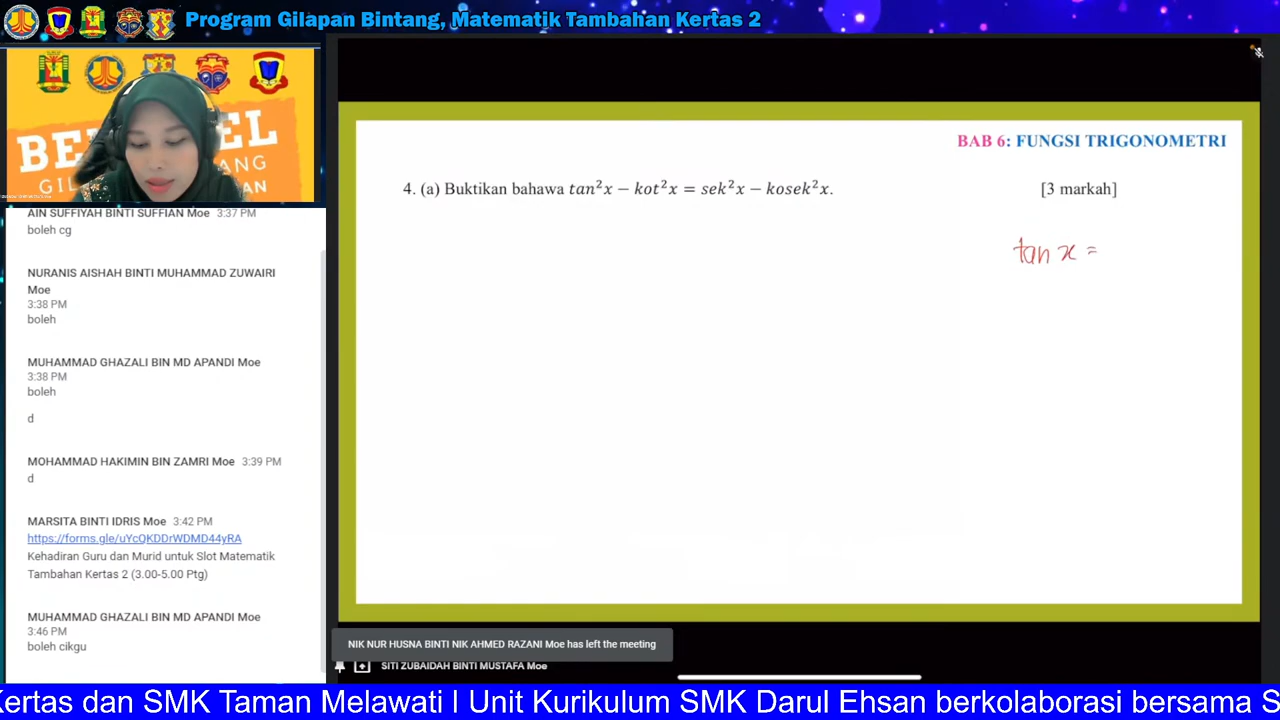 Program Gilapan Bintang, Matematik Tambahan Kertas 2
AIN SUFFIYAH BINTI SUFFIAN Moe 3:37 PM
boleh cg
NURANIS AISHAH BINTI MUHAMMAD ZUWAIRI
Moe
3:38 PM
boleh
MUHAMMAD GHAZALI BIN MD APANDI Moe
3:38 PM
boleh
d
MOHAMMAD HAKIMIN BIN ZAMRI Moe 3:39 PM
d
MARSITA BINTI IDRIS Moe 3:42 PM
https://forms.gle/uYcQKDDrWDMD44yRA
Kehadiran Guru dan Murid untuk Slot Matematik
Tambahan Kertas 2 (3.00-5.00 Ptg)
MUHAMMAD GHAZALI BIN MD APANDI Moe
3:46 PM
boleh cikgu
BAB 6: FUNGSI TRIGONOMETRI
4. (a) Buktikan bahawa tan²x − kot²x = sek²x − kosek²x. [3 markah]
tan x =
NIK NUR HUSNA BINTI NIK AHMED RAZANI Moe has left the meeting
SITI ZUBAIDAH BINTI MUSTAFA Moe
Kertas dan SMK Taman Melawati l Unit Kurikulum SMK Darul Ehsan berkolaborasi bersama S